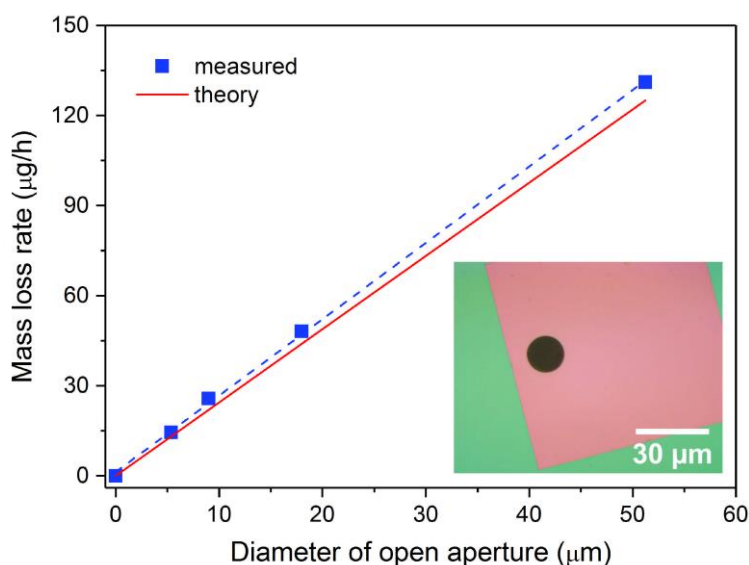 150
120
90
60
30
0
Mass loss rate (μg/h)
measured
theory
30 μm
0
10
20
30
40
50
60
Diameter of open aperture (μm)